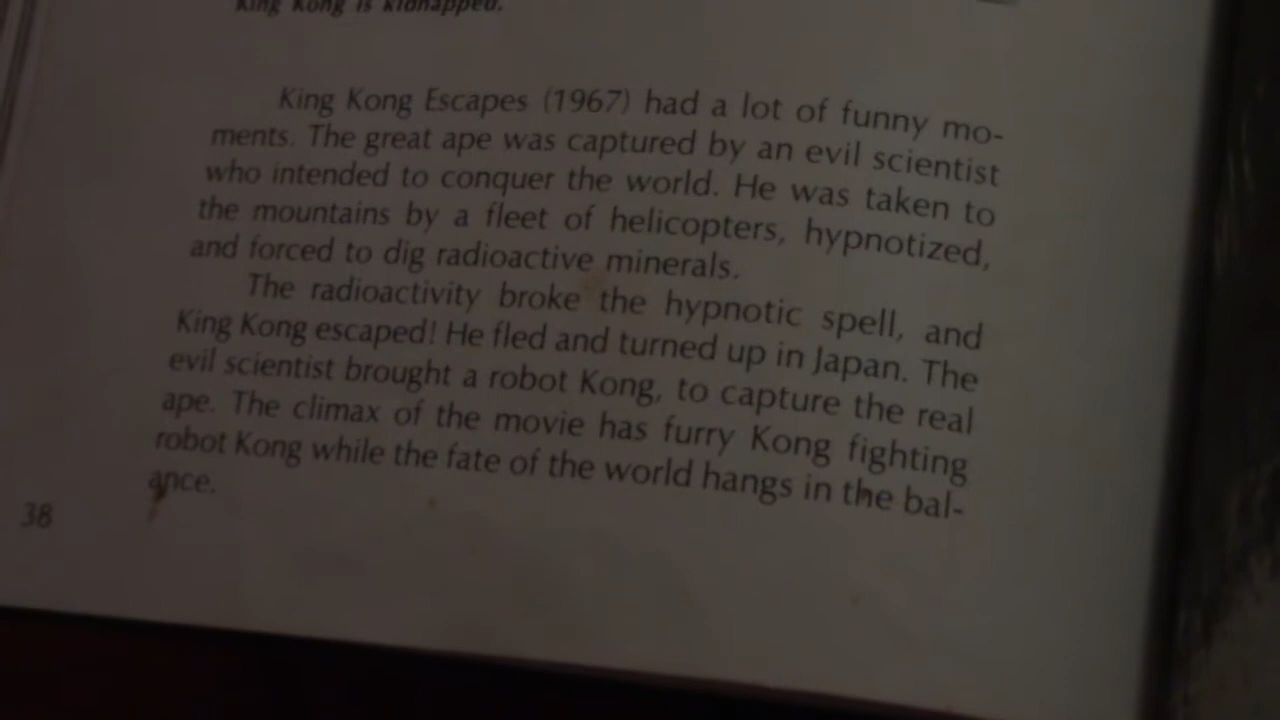 King Kong is kidnapped.
King Kong Escapes (1967) had a lot of funny mo-
ments. The great ape was captured by an evil scientist
who intended to conquer the world. He was taken to
the mountains by a fleet of helicopters, hypnotized,
and forced to dig radioactive minerals.
The radioactivity broke the hypnotic spell, and
King Kong escaped! He fled and turned up in Japan. The
evil scientist brought a robot Kong, to capture the real
ape. The climax of the movie has furry Kong fighting
robot Kong while the fate of the world hangs in the bal-
ance.
38